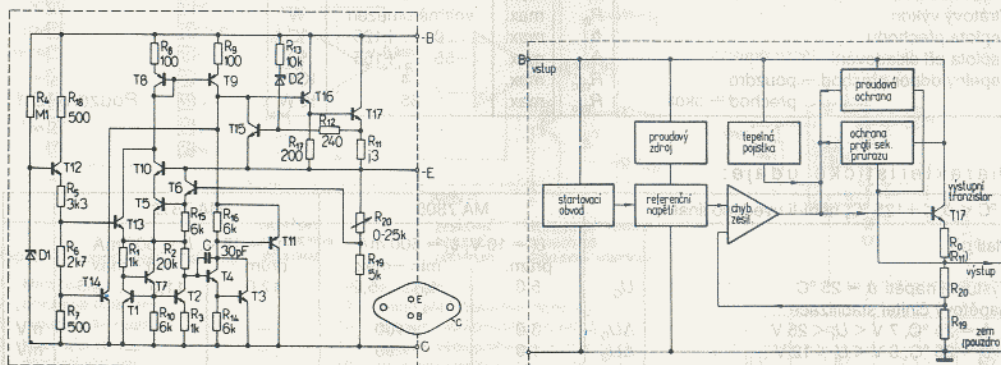 R₈
100
R₉
100
R₁₃
10k
B
T8
T9
D2
T16
T17
R₄
M1
R₁₈
500
T15
R₁₂
240
R₁₇
200
R₁₁
j3
T12
T10
E
R₅
3k3
T6
T5
T13
R₁₅
6k
R₁₆
6k
R₂₀
0-25k
C
30pF
T11
D1
R₆
2k7
R₁
1k
R₂
20k
T4
R₁₉
5k
T7
T14
T1
T2
T3
R₇
500
R₁₀
6k
R₃
1k
R₁₄
6k
E
B
C
C
B
vstup
proudová
ochrana
proudový
zdroj
tepelná
pojistka
ochrana
proti sek.
průrazu
startovací
obvod
referenční
napětí
chyb.
zesil.
výstupní
tranzistor
T17
R₀
(R₁₁)
výstup
R₂₀
R₁₉
zem
(pouzdro)